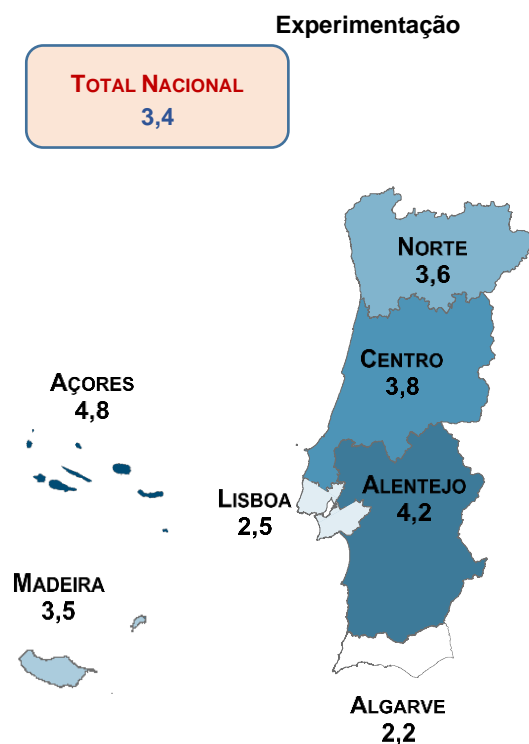 Experimentação
TOTAL NACIONAL
3,4
NORTE
3,6
CENTRO
3,8
AÇORES
4,8
ALENTEJO
4,2
LISBOA
2,5
MADEIRA
3,5
ALGARVE
2,2